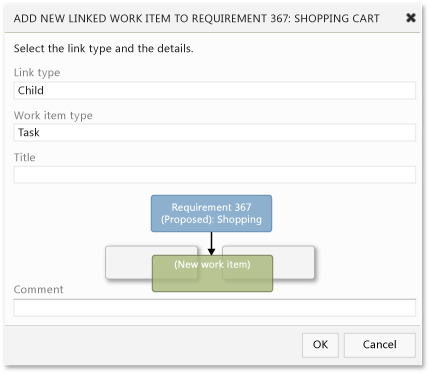 ADD NEW LINKED WORK ITEM TO REQUIREMENT 367: SHOPPING CART
Select the link type and the details.
Link type
Child
Work item type
Task
Title
Requirement 367
(Proposed): Shopping
(New work item)
Comment
OK
Cancel